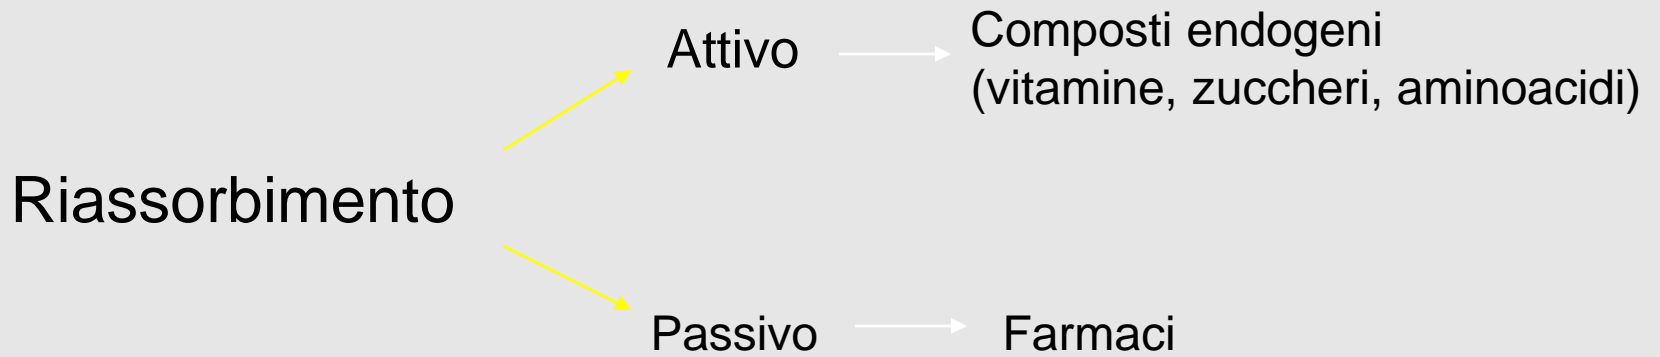 Attivo
Composti endogeni
(vitamine, zuccheri, aminoacidi)
Riassorbimento
Passivo
Farmaci